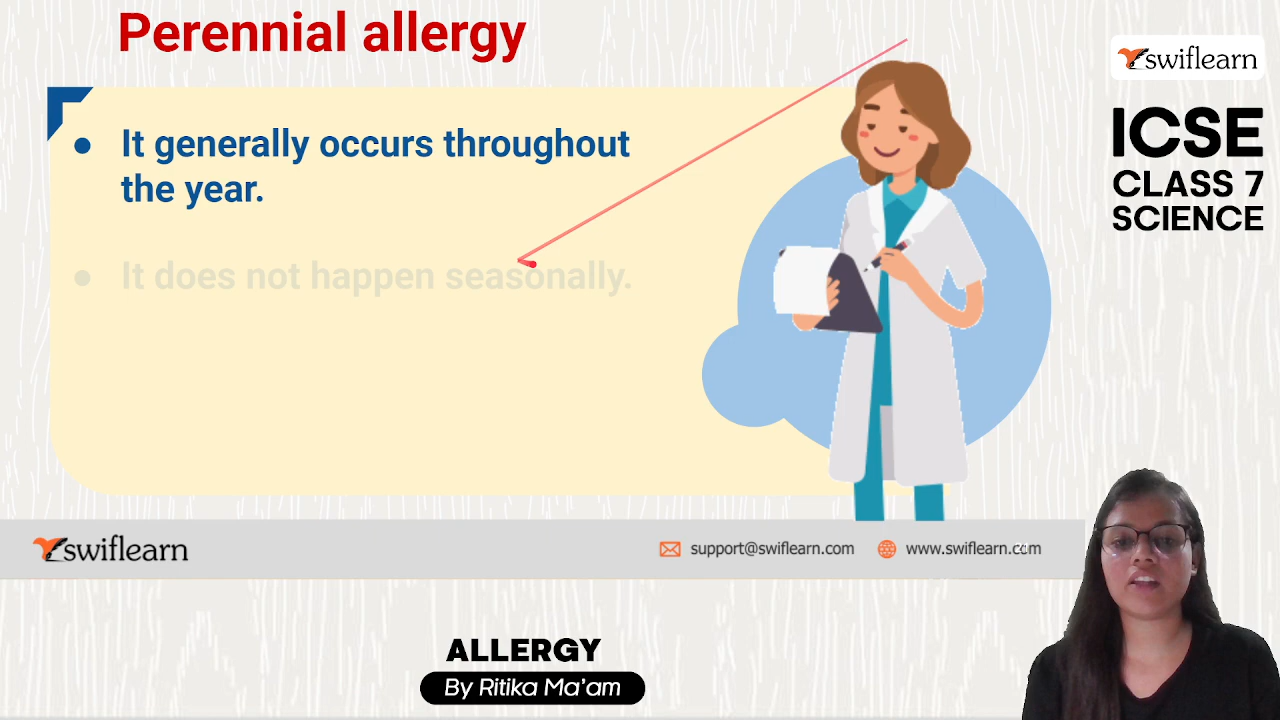 Perennial allergy
swiflearn
ICSE
CLASS 7
SCIENCE
• It generally occurs throughout
the year.
• It does not happen seasonally.
swiflearn
support@swiflearn.com
www.swiflearn.com
ALLERGY
By Ritika Ma'am